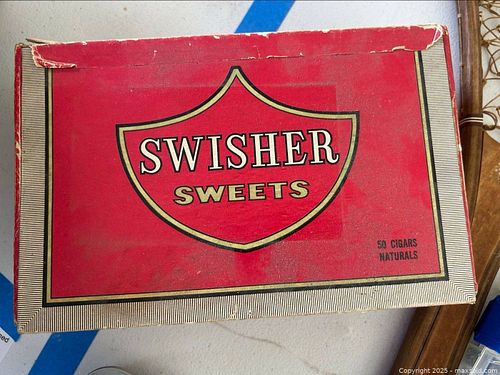 SWISHER
SWEETS
50 CIGARS
NATURALS
Copyright 2025 - maxsold.com